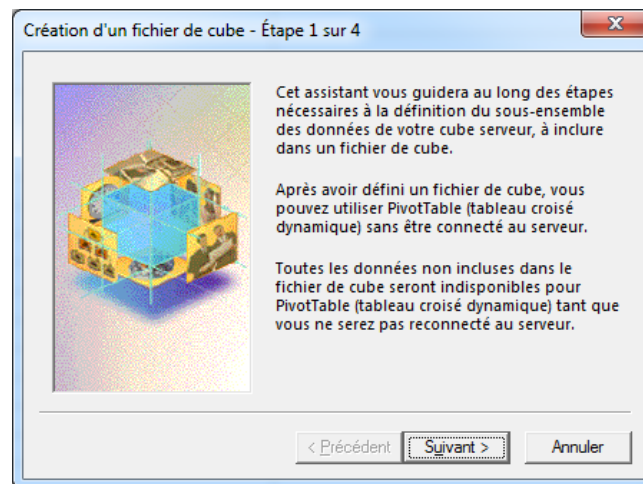 Création d'un fichier de cube - Étape 1 sur 4
Cet assistant vous guidera au long des étapes
nécessaires à la définition du sous-ensemble
des données de votre cube serveur, à inclure
dans un fichier de cube.
Après avoir défini un fichier de cube, vous
pouvez utiliser PivotTable (tableau croisé
dynamique) sans être connecté au serveur.
Toutes les données non incluses dans le
fichier de cube seront indisponibles pour
PivotTable (tableau croisé dynamique) tant que
vous ne serez pas reconnecté au serveur.
< Précédent Suivant > Annuler